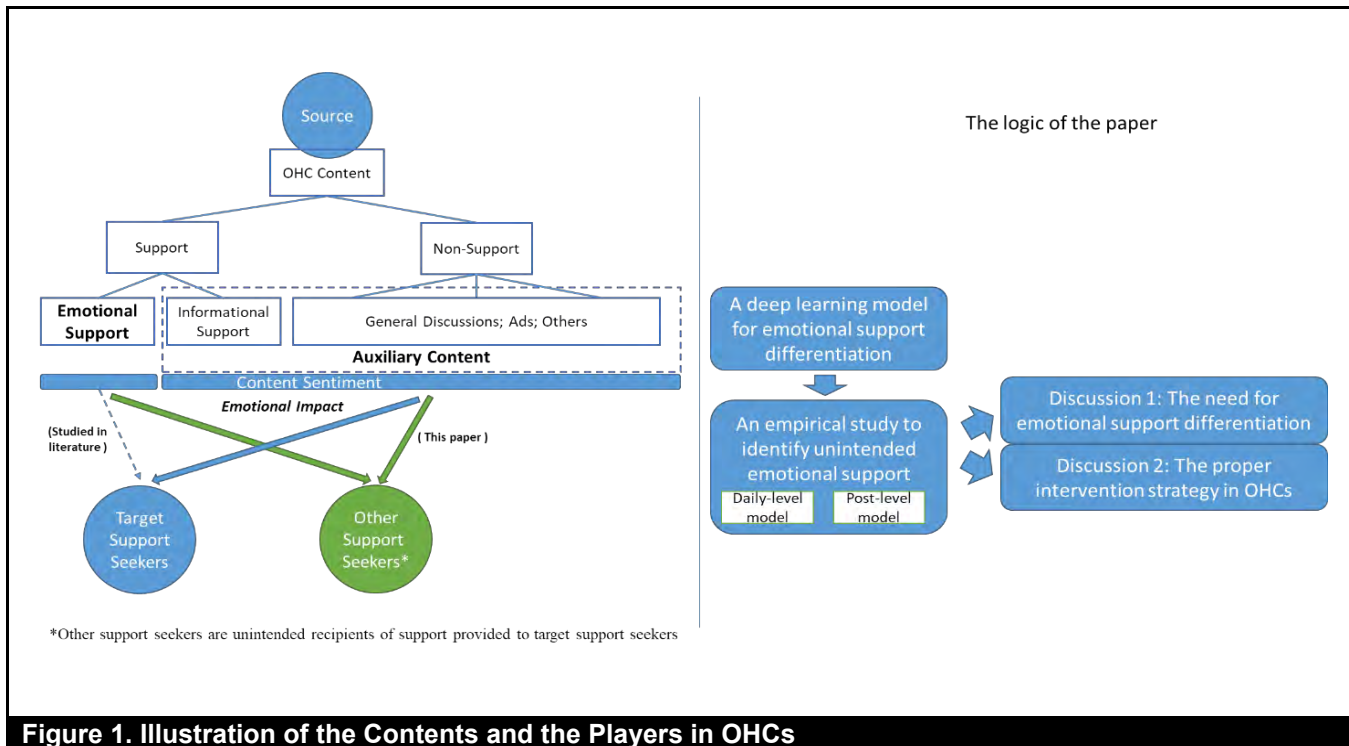 Source
OHC Content
Support
Non-Support
Emotional
Support
Informational
Support
General Discussions; Ads; Others
Auxiliary Content
Content Sentiment
Emotional Impact
(Studied in
literature )
( This paper )
Target
Support
Seekers
Other
Support
Seekers*
*Other support seekers are unintended recipients of support provided to target support seekers
The logic of the paper
A deep learning model
for emotional support
differentiation
An empirical study to
identify unintended
emotional support
Daily-level
model
Post-level
model
Discussion 1: The need for
emotional support differentiation
Discussion 2: The proper
intervention strategy in OHCs
Figure 1. Illustration of the Contents and the Players in OHCs